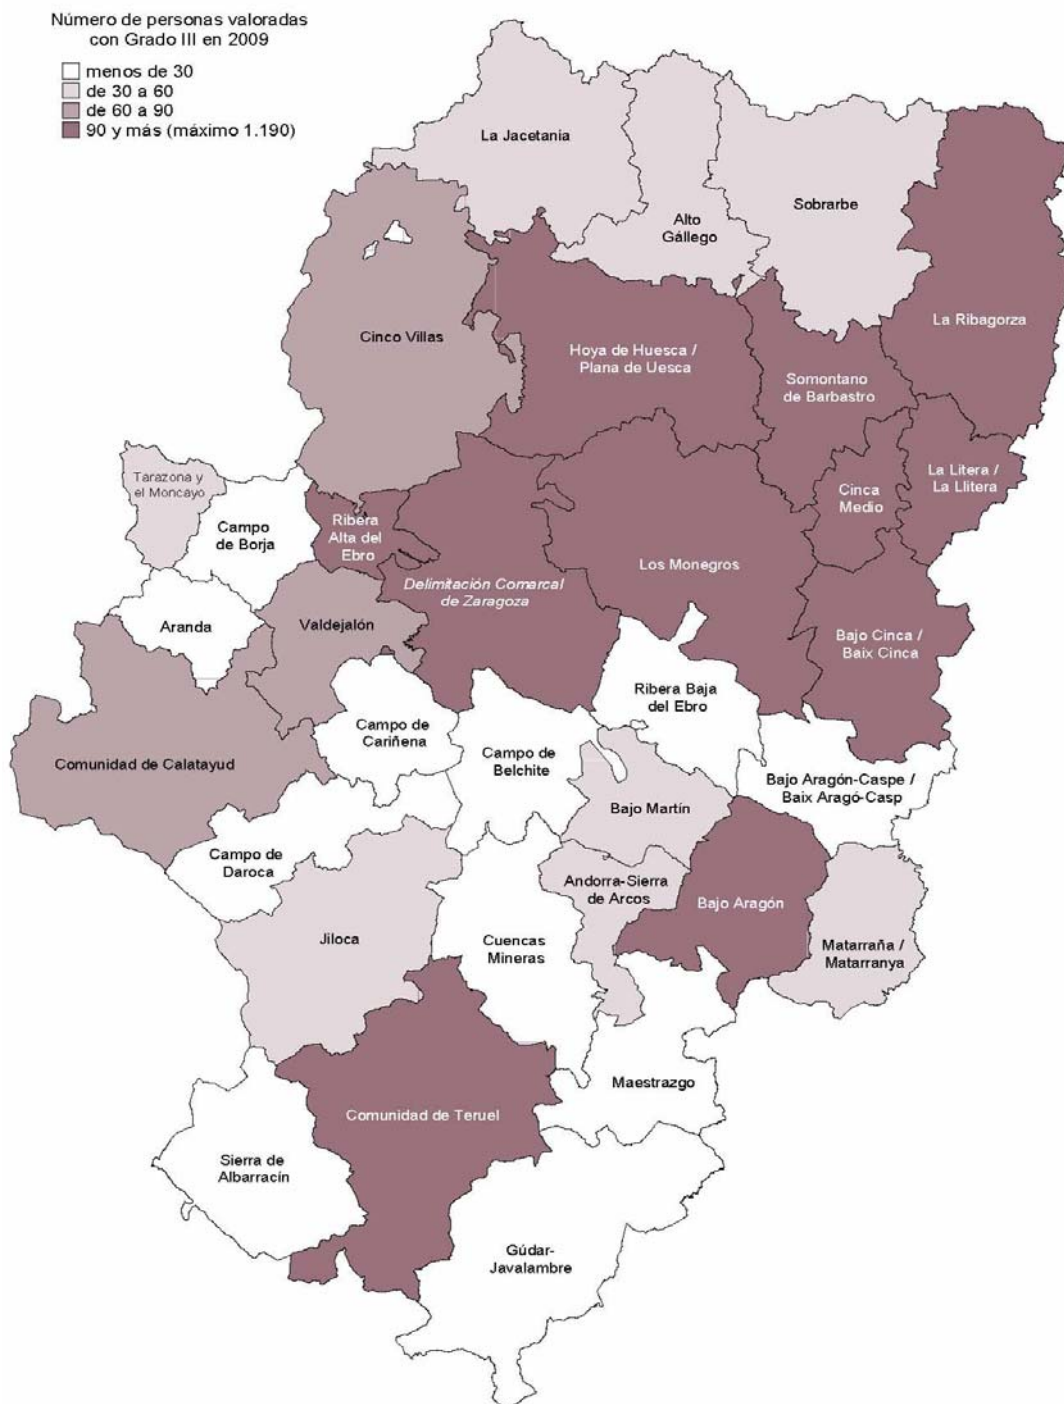 Número de personas valoradas
con Grado III en 2009
menos de 30
de 30 a 60
de 60 a 90
90 y más (máximo 1.190)
La Jacetania
Alto
Gállego
Sobrarbe
La Ribagorza
Cinco Villas
Hoya de Huesca /
Plana de Uesca
Somontano
de Barbastro
Tarazona y
el Moncayo
Campo
de Borja
Ribera
Alta del
Ebro
Cinca
Medio
La Litera /
La Llitera
Delimitación Comarcal
de Zaragoza
Los Monegros
Aranda
Valdejalón
Bajo Cinca /
Baix Cinca
Ribera Baja
del Ebro
Campo de
Cariñena
Campo de
Belchite
Comunidad de Calatayud
Bajo Aragón-Caspe /
Baix Aragó-Casp
Bajo Martín
Campo de
Daroca
Andorra-Sierra
de Arcos
Bajo Aragón
Jiloca
Cuencas
Mineras
Matarraña /
Matarranya
Maestrazgo
Comunidad de Teruel
Sierra de
Albarracín
Gúdar-
Javalambre